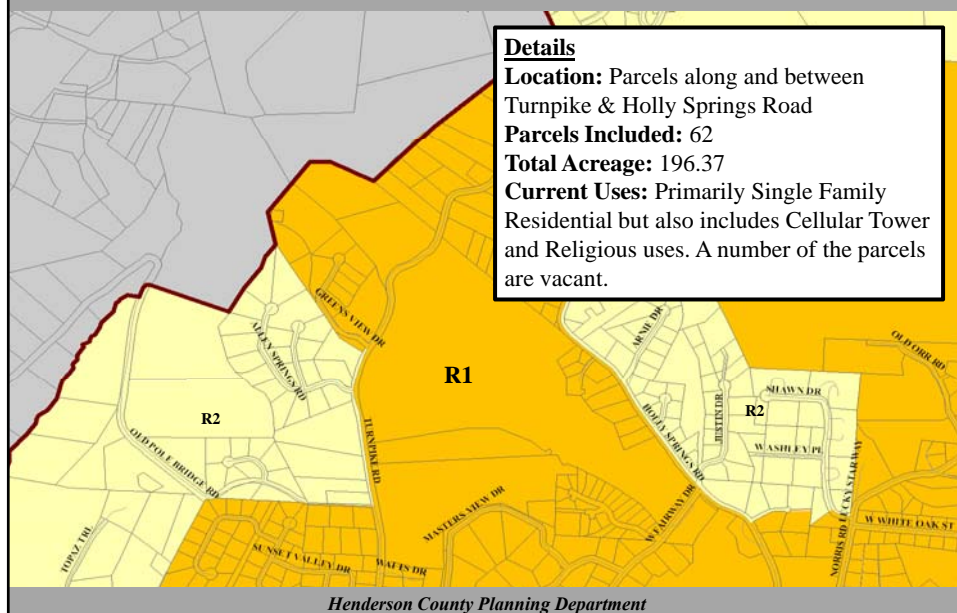 Details
Location: Parcels along and between
Turnpike & Holly Springs Road
Parcels Included: 62
Total Acreage: 196.37
Current Uses: Primarily Single Family
Residential but also includes Cellular Tower
and Religious uses. A number of the parcels
are vacant.
GREENS VIEW DR
ALLEN SPRINGS RD
R1
R2
OLD POLE BRIDGE RD
TURNPIKE RD
ARNIE DR
OLD ORR RD
SHAWN DR
R2
JUSTIN DR
HOLLY SPRINGS RD
W ASHLEY PL
LUCKY STAR WAY
MASTERS VIEW DR
W FAIRWAY DR
W WHITE OAK ST
NORRIS RD
TOPAZ TRL
SUNSET VALLEY DR
WATTS DR
Henderson County Planning Department